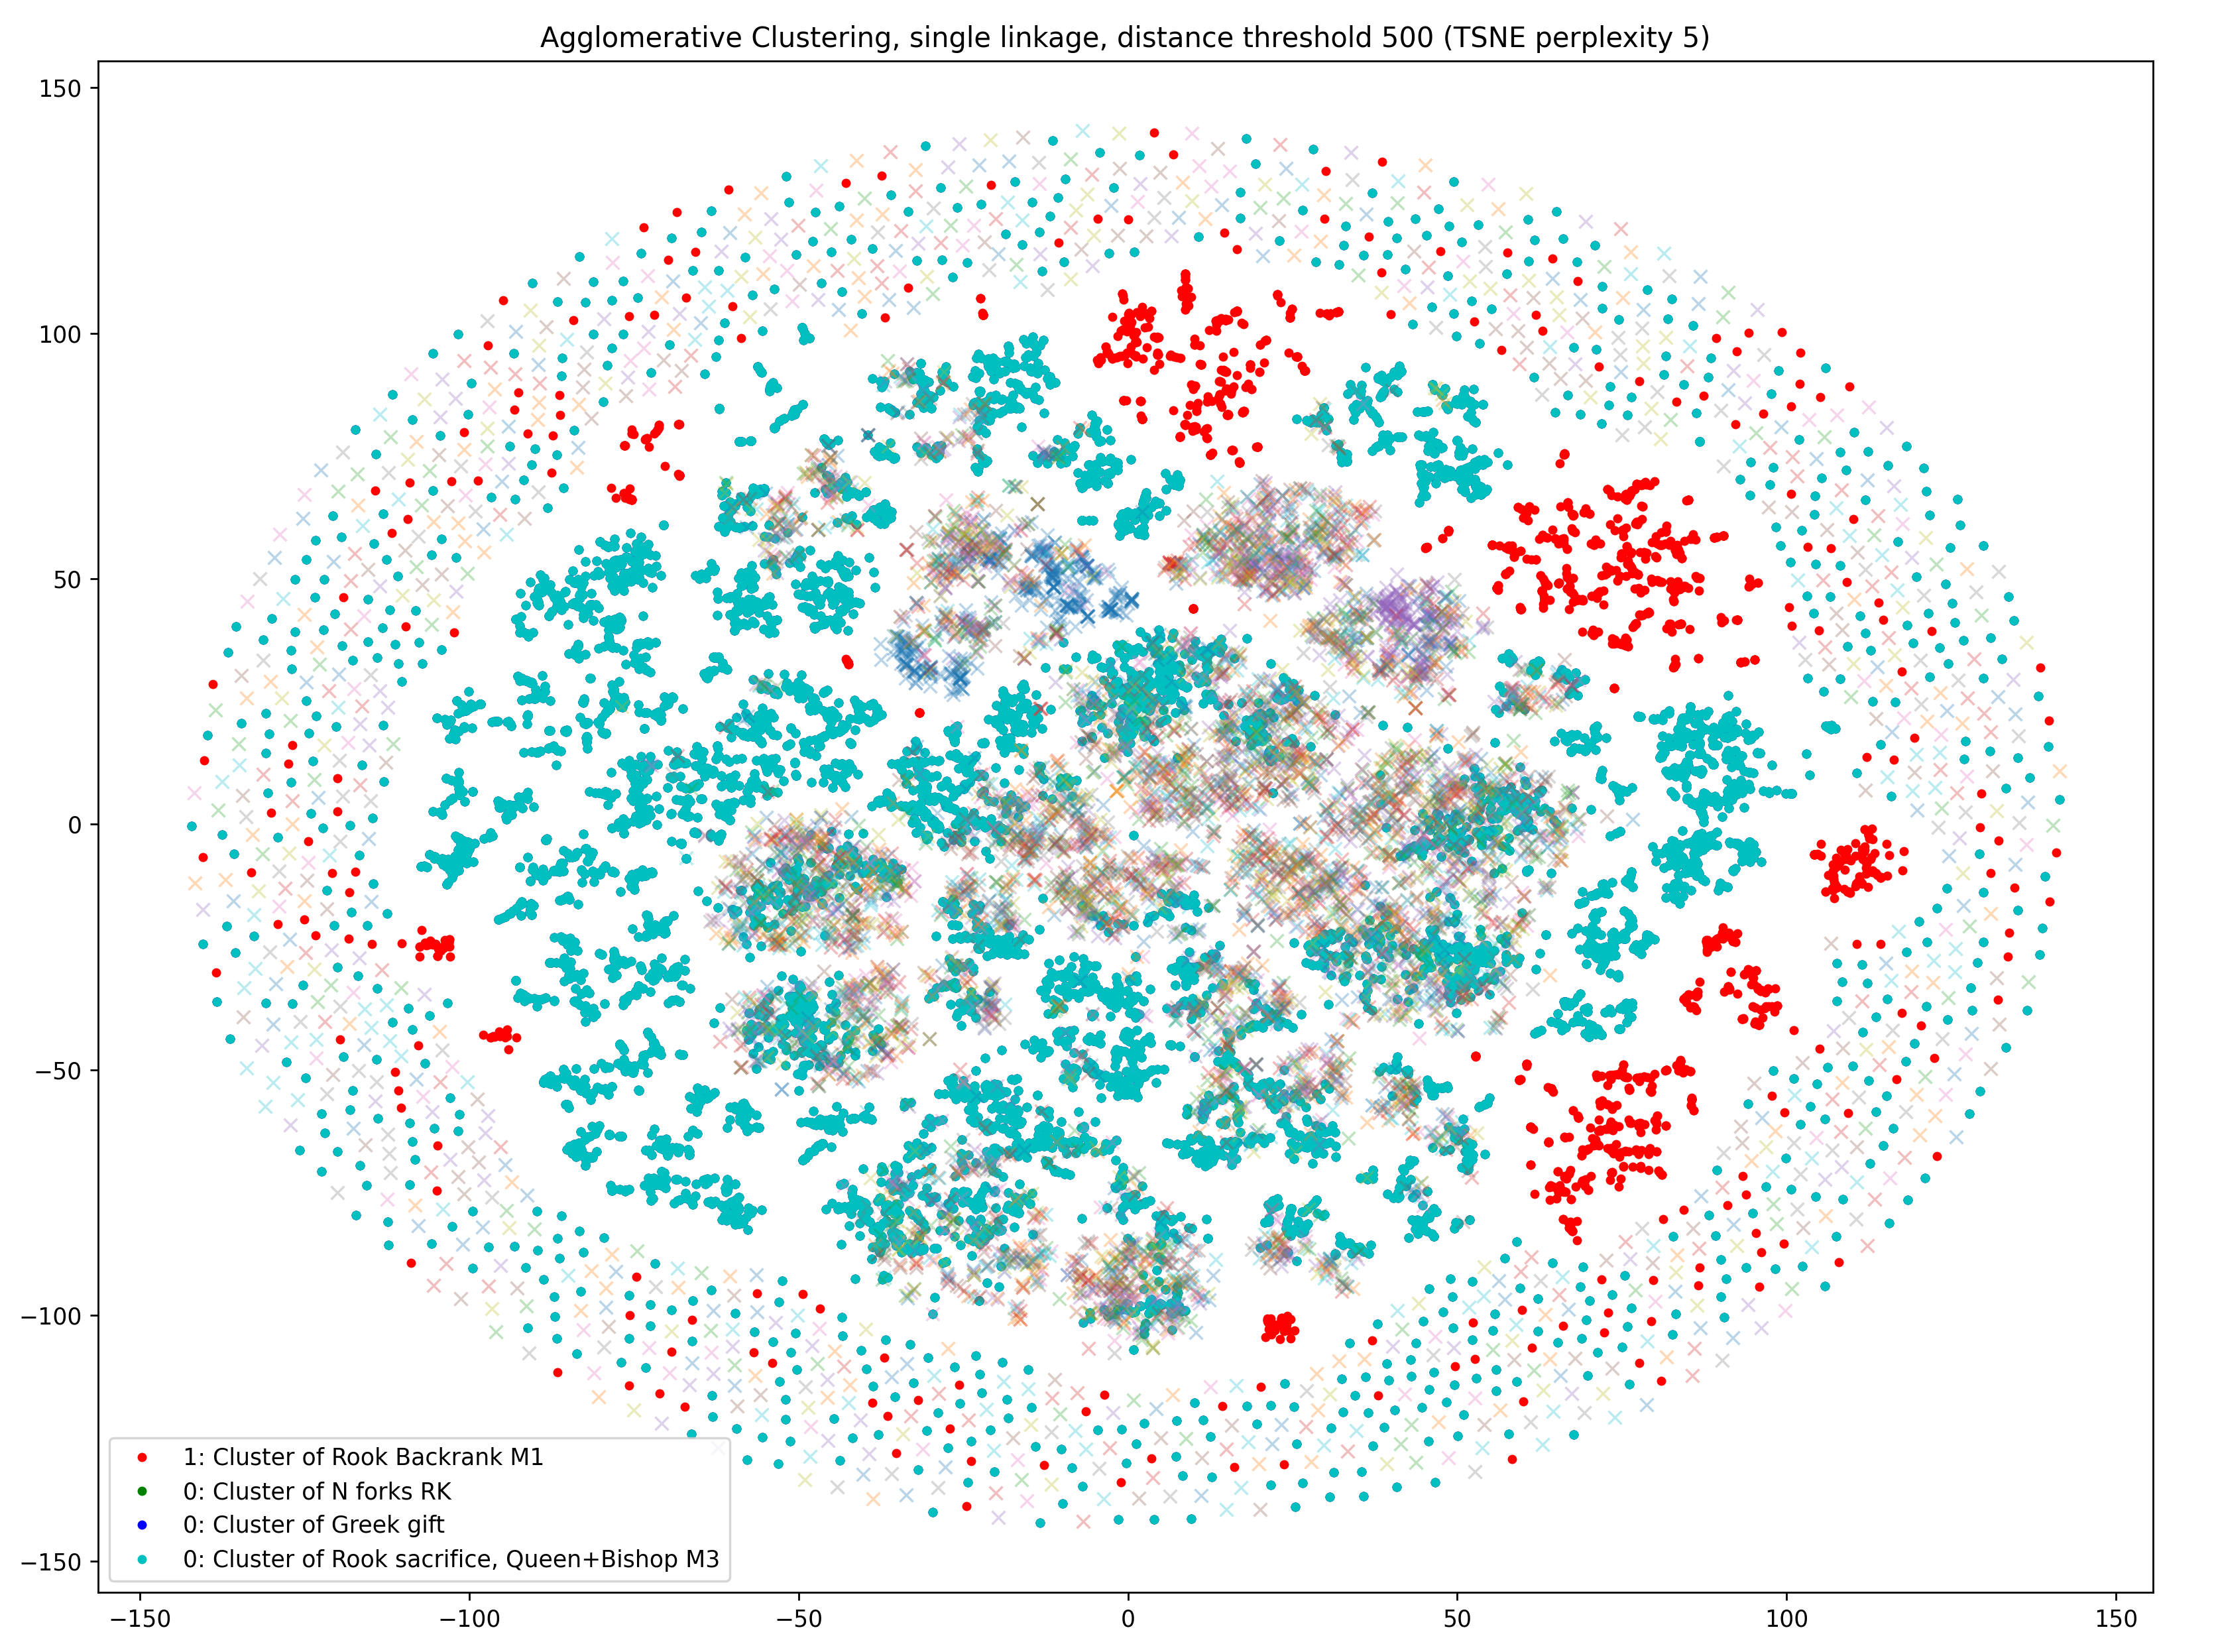 Agglomerative Clustering, single linkage, distance threshold 500 (TSNE perplexity 5)
150
100
50
0
−50
−100
−150
1: Cluster of Rook Backrank M1
0: Cluster of N forks RK
0: Cluster of Greek gift
0: Cluster of Rook sacrifice, Queen+Bishop M3
−150 −100 −50 0 50 100 150